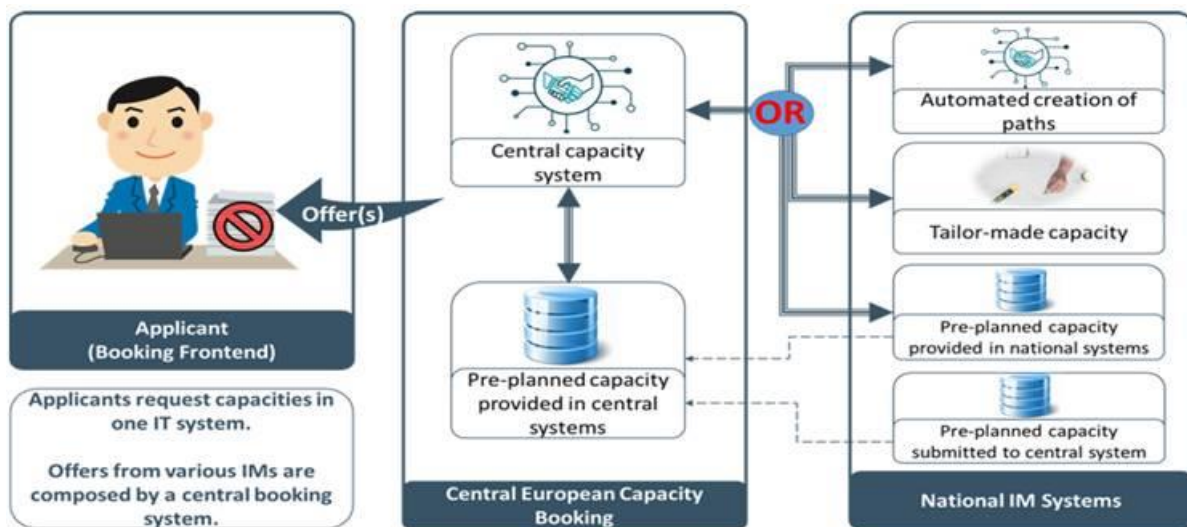 Offer(s)
Applicant
(Booking Frontend)
Applicants request capacities in
one IT system.
Offers from various IMs are
composed by a central booking
system.
Central capacity
system
Pre-planned capacity
provided in central
systems
Central European Capacity
Booking
OR
Automated creation of
paths
Tailor-made capacity
Pre-planned capacity
provided in national systems
Pre-planned capacity
submitted to central system
National IM Systems